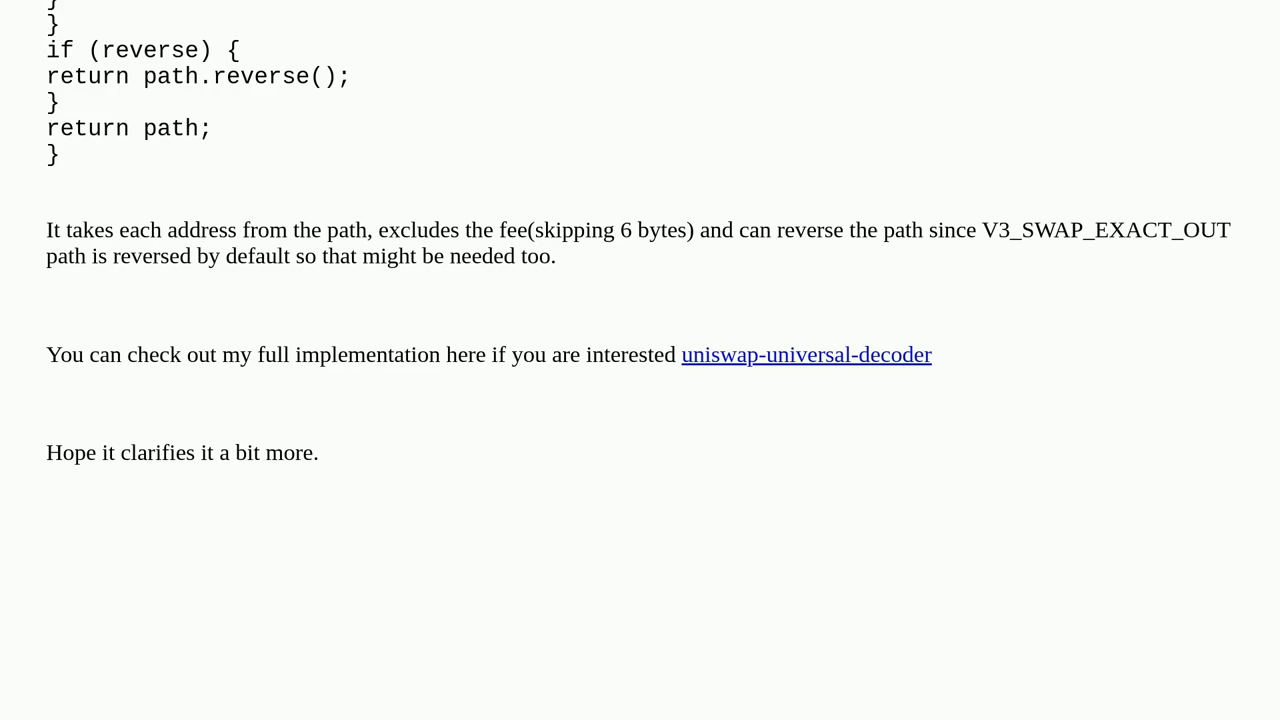 }
}
if (reverse) {
return path.reverse();
}
return path;
}
It takes each address from the path, excludes the fee(skipping 6 bytes) and can reverse the path since V3_SWAP_EXACT_OUT
path is reversed by default so that might be needed too.
You can check out my full implementation here if you are interested uniswap-universal-decoder
Hope it clarifies it a bit more.